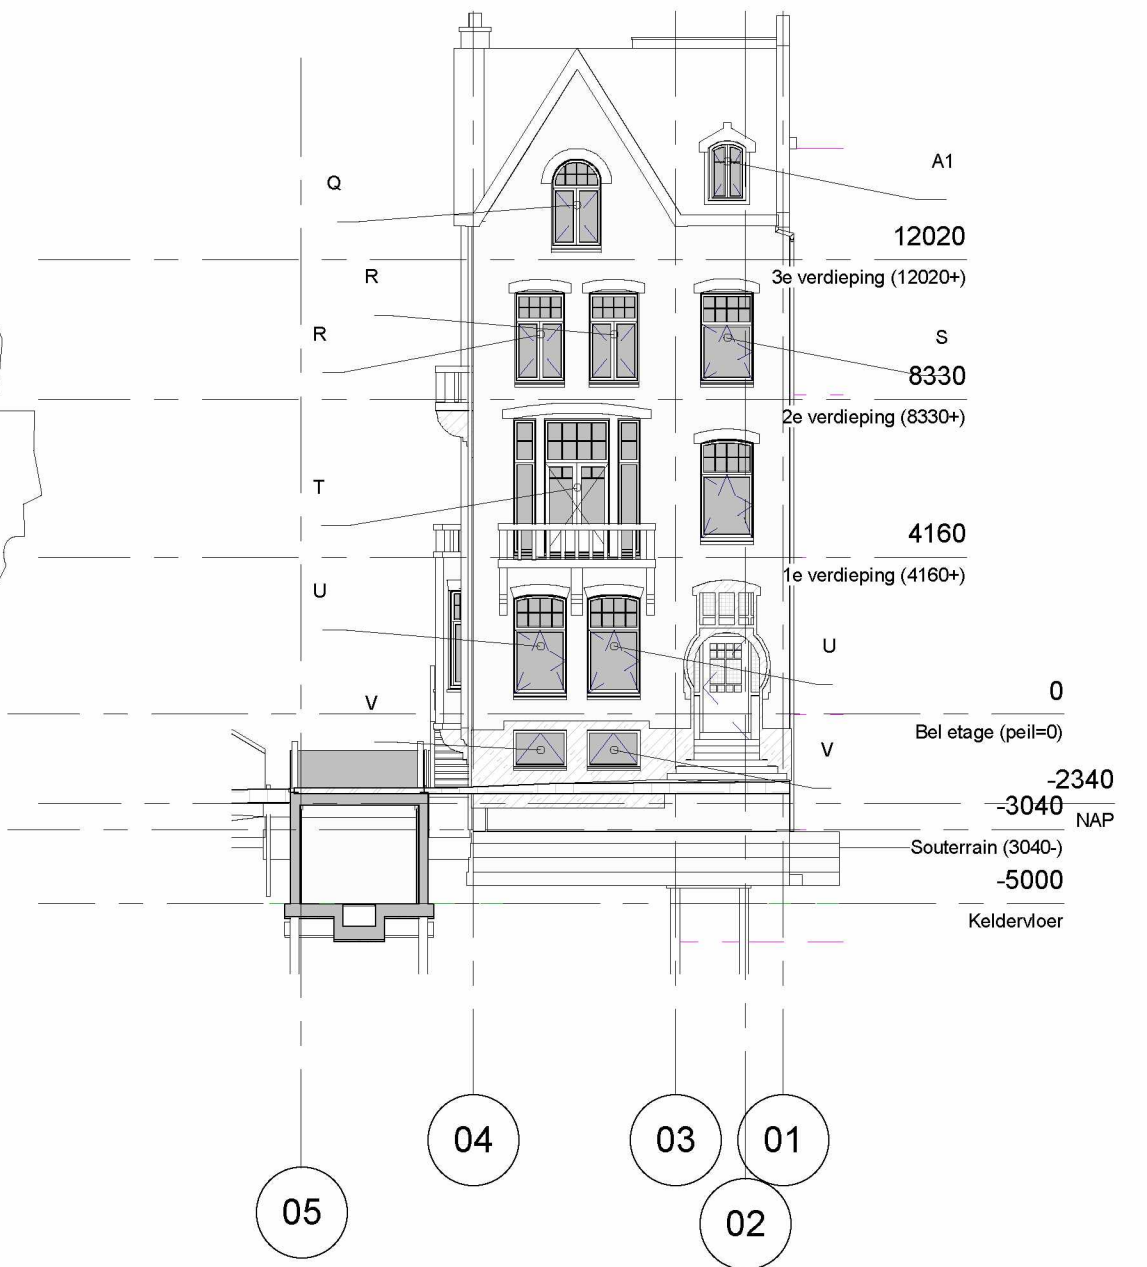 A1
Q
12020
R
3e verdieping (12020+)
R
S
8330
2e verdieping (8330+)
T
4160
1e verdieping (4160+)
U
U
0
V
Bel etage (peil=0)
V
-2340
-3040
NAP
Souterrain (3040-)
-5000
Keldervloer
04
03
01
05
02